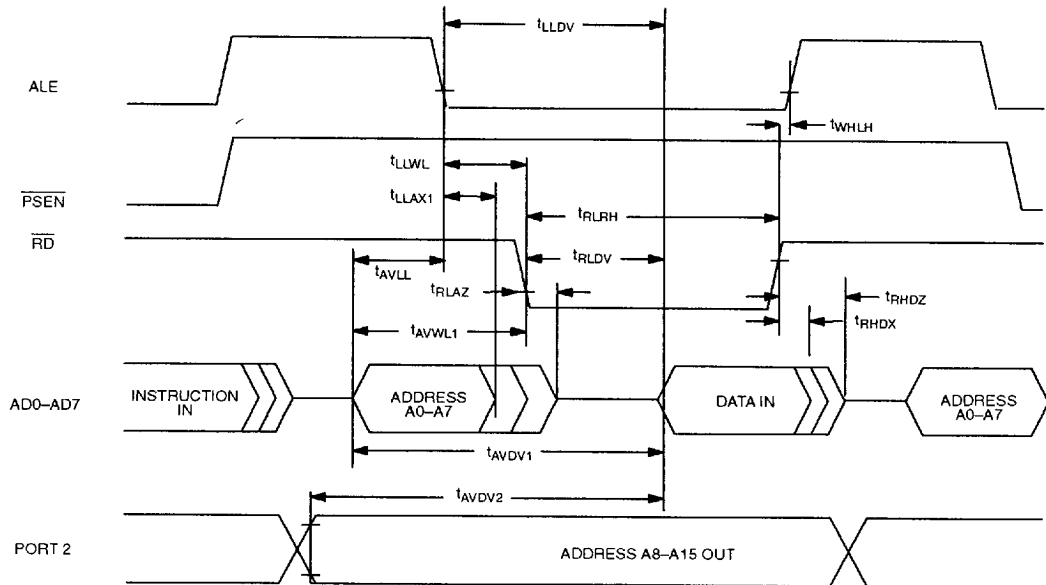 tLLDV
ALE
tWHLH
tLLWL
tLLAX1
PSEN
tRLRH
RD
tRLDV
tAVLL
tRLAZ
tRHDZ
tRHDX
tAVWL1
AD0–AD7
INSTRUCTION
IN
ADDRESS
A0–A7
DATA IN
ADDRESS
A0–A7
tAVDV1
tAVDV2
PORT 2
ADDRESS A8–A15 OUT